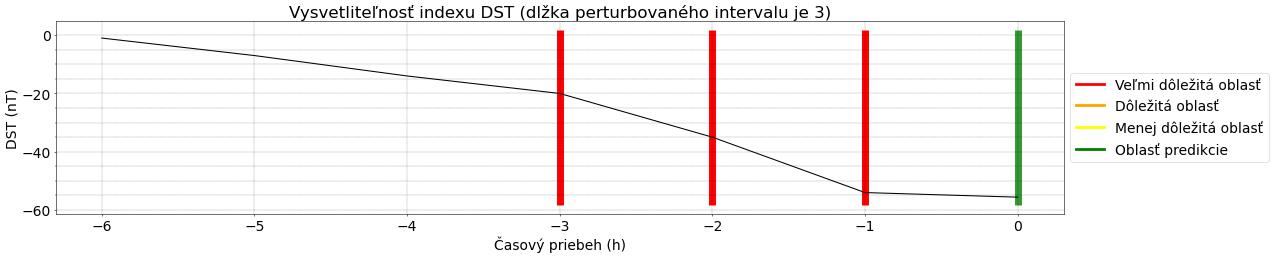 Vysvetliteľnosť indexu DST (dĺžka perturbovaného intervalu je 3)
DST (nT)
0
−20
−40
−60
−6 −5 −4 −3 −2 −1 0
Časový priebeh (h)
Veľmi dôležitá oblasť
Dôležitá oblasť
Menej dôležitá oblasť
Oblasť predikcie